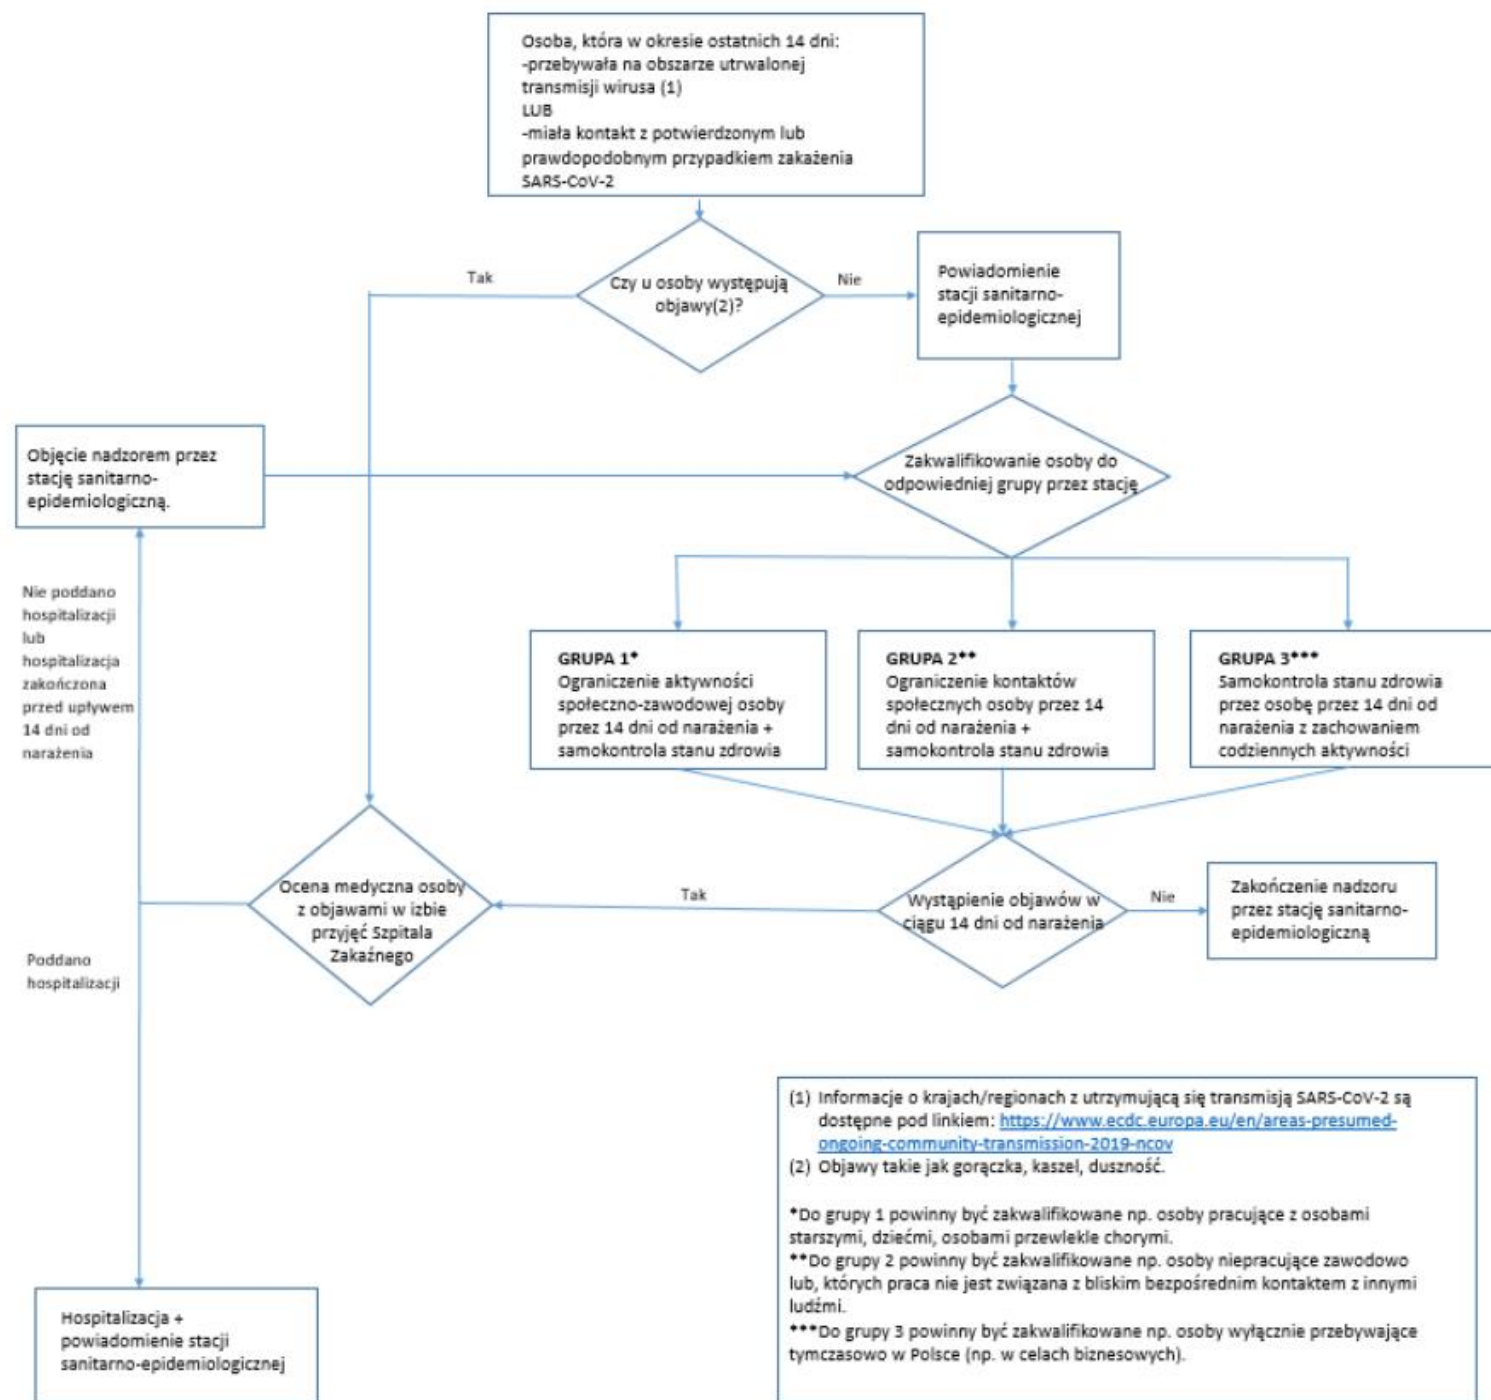 Osoba, która w okresie ostatnich 14 dni:
-przebywała na obszarze utrwalonej
transmisji wirusa (1)
LUB
-miała kontakt z potwierdzonym lub
prawdopodobnym przypadkiem zakażenia
SARS-CoV-2
Tak
Czy u osoby występują
objawy(2)?
Nie
Powiadomienie
stacji sanitarno-
epidemiologicznej
Objęcie nadzorem przez
stację sanitarno-
epidemiologiczną.
Zakwalifikowanie osoby do
odpowiedniej grupy przez stację
Nie poddano
hospitalizacji
lub
hospitalizacja
zakończona
przed upływem
14 dni od
narażenia
GRUPA 1*
Ograniczenie aktywności
społeczno-zawodowej osoby
przez 14 dni od narażenia +
samokontrola stanu zdrowia
GRUPA 2**
Ograniczenie kontaktów
społecznych osoby przez 14
dni od narażenia +
samokontrola stanu zdrowia
GRUPA 3***
Samokontrola stanu zdrowia
przez osobę przez 14 dni od
narażenia z zachowaniem
codziennych aktywności
Ocena medyczna osoby
z objawami w izbie
przyjęć Szpitala
Zakaźnego
Tak
Wystąpienie objawów w
ciągu 14 dni od narażenia
Nie
Zakończenie nadzoru
przez stację sanitarno-
epidemiologiczną
Poddano
hospitalizacji
Hospitalizacja +
powiadomienie stacji
sanitarno-epidemiologicznej
(1) Informacje o krajach/regionach z utrzymującą się transmisją SARS-CoV-2 są
dostępne pod linkiem: https://www.ecdc.europa.eu/en/areas-presumed-
ongoing-community-transmission-2019-ncov
(2) Objawy takie jak gorączka, kaszel, duszność.
*Do grupy 1 powinny być zakwalifikowane np. osoby pracujące z osobami
starszymi, dziećmi, osobami przewlekle chorymi.
**Do grupy 2 powinny być zakwalifikowane np. osoby niepracujące zawodowo
lub, których praca nie jest związana z bliskim bezpośrednim kontaktem z innymi
ludźmi.
***Do grupy 3 powinny być zakwalifikowane np. osoby wyłącznie przebywające
tymczasowo w Polsce (np. w celach biznesowych).